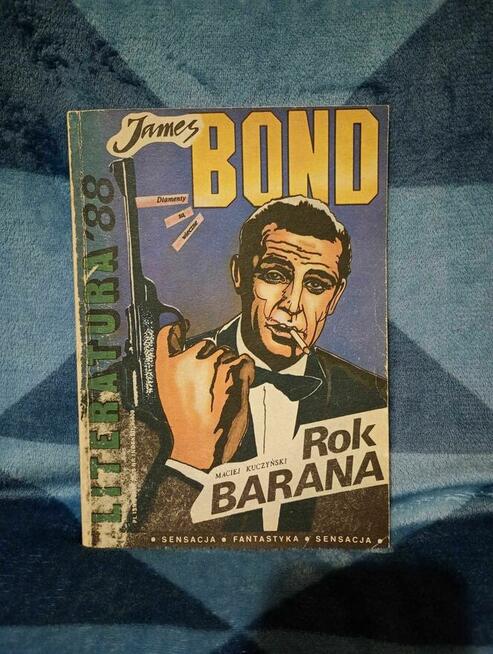 James
BOND
Diamenty
są
wieczne
LITERATURA '88
MACIEJ KUCZYŃSKI
Rok
BARANA
• SENSACJA • FANTASTYKA • SENSACJA •